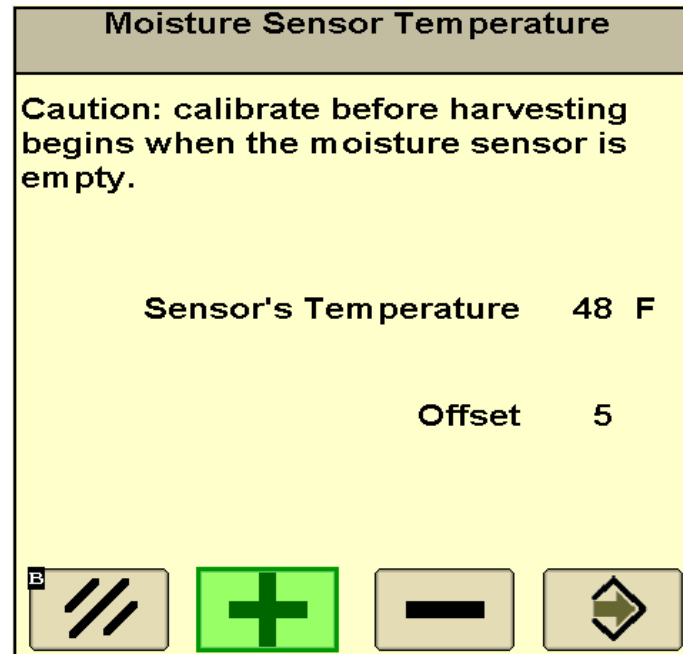 Moisture Sensor Temperature
Caution: calibrate before harvesting
begins when the moisture sensor is
empty.
Sensor's Temperature 48 F
Offset 5
B